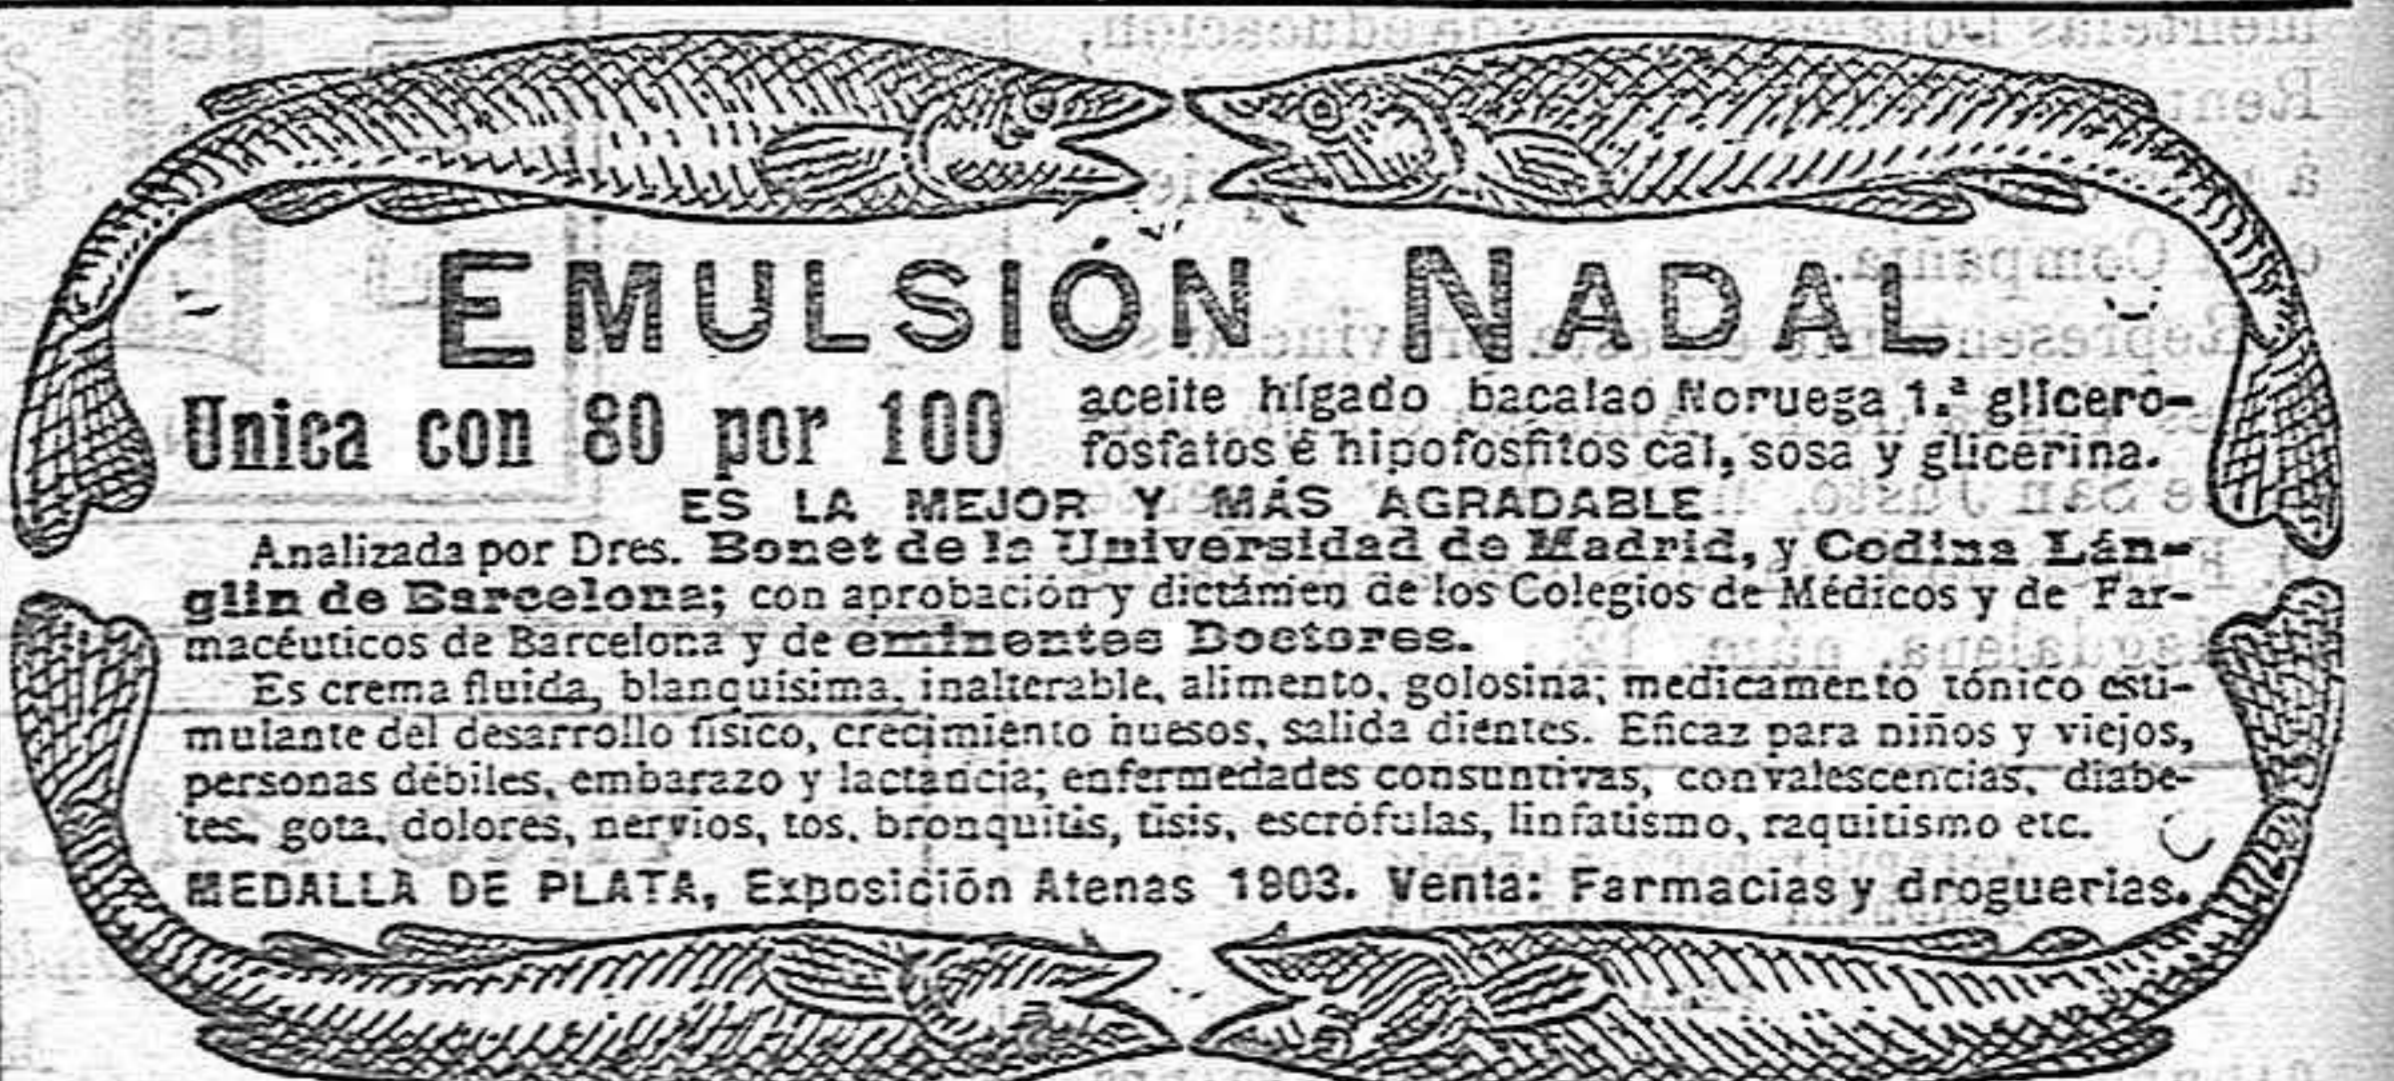 EMULSIÓN NADAL
Unica con 80 por 100 aceite hígado bacalao Noruega 1.ª glicero-
fosfatos é hipofosfitos cal, sosa y glicerina.
ES LA MEJOR Y MÁS AGRADABLE
Analizada por Dres. Bonet de la Universidad de Madrid, y Codina Lán-
glin de Barcelona; con aprobación y dictámen de los Colegios de Médicos y de Far-
macéuticos de Barcelona y de eminentes Doctores.
Es crema fluida, blanquisima, inalterable, alimento, golosina; medicamento tónico esti-
mulante del desarrollo físico, crecimiento huesos, salida dientes. Eficaz para niños y viejos,
personas débiles, embarazo y lactancia; enfermedades consuntivas, convalescencias, diabe-
tes, gota, dolores, nervios, tos, bronquitis, tisis, escrófulas, linfatismo, raquitismo etc.
MEDALLA DE PLATA, Exposición Atenas 1903. Venta: Farmacias y droguerías.